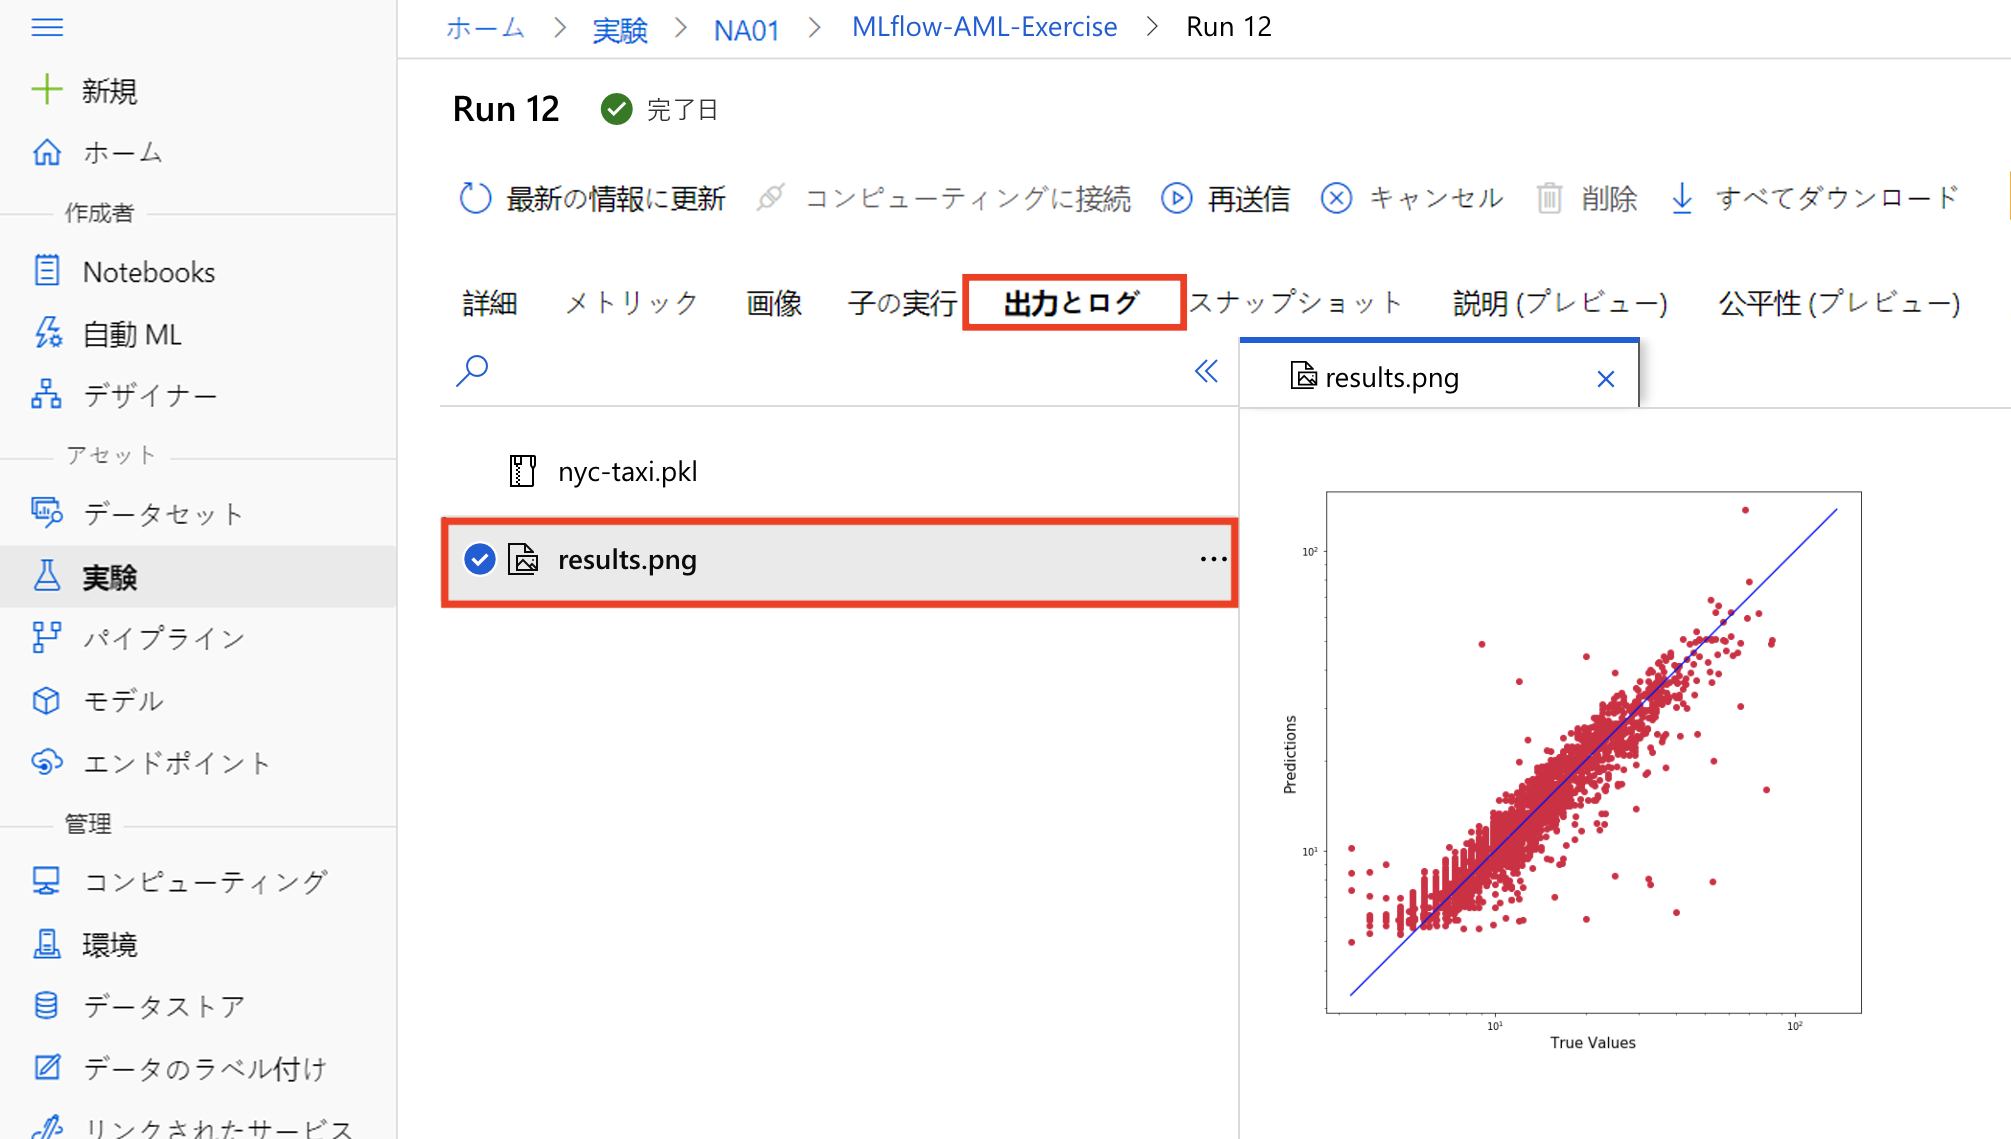 ホーム > 実験 > NA01 > MLflow-AML-Exercise > Run 12
新規
ホーム
作成者
Notebooks
自動 ML
デザイナー
アセット
データセット
実験
パイプライン
モデル
エンドポイント
管理
コンピューティング
環境
データストア
データのラベル付け
リンクされたサービス
Run 12 完了日
最新の情報に更新 コンピューティングに接続 再送信 キャンセル 削除 すべてダウンロード
詳細 メトリック 画像 子の実行 出力とログ スナップショット 説明 (プレビュー) 公平性 (プレビュー)
nyc-taxi.pkl
results.png
results.png
10²
10¹
Predictions
10¹ 10²
True Values